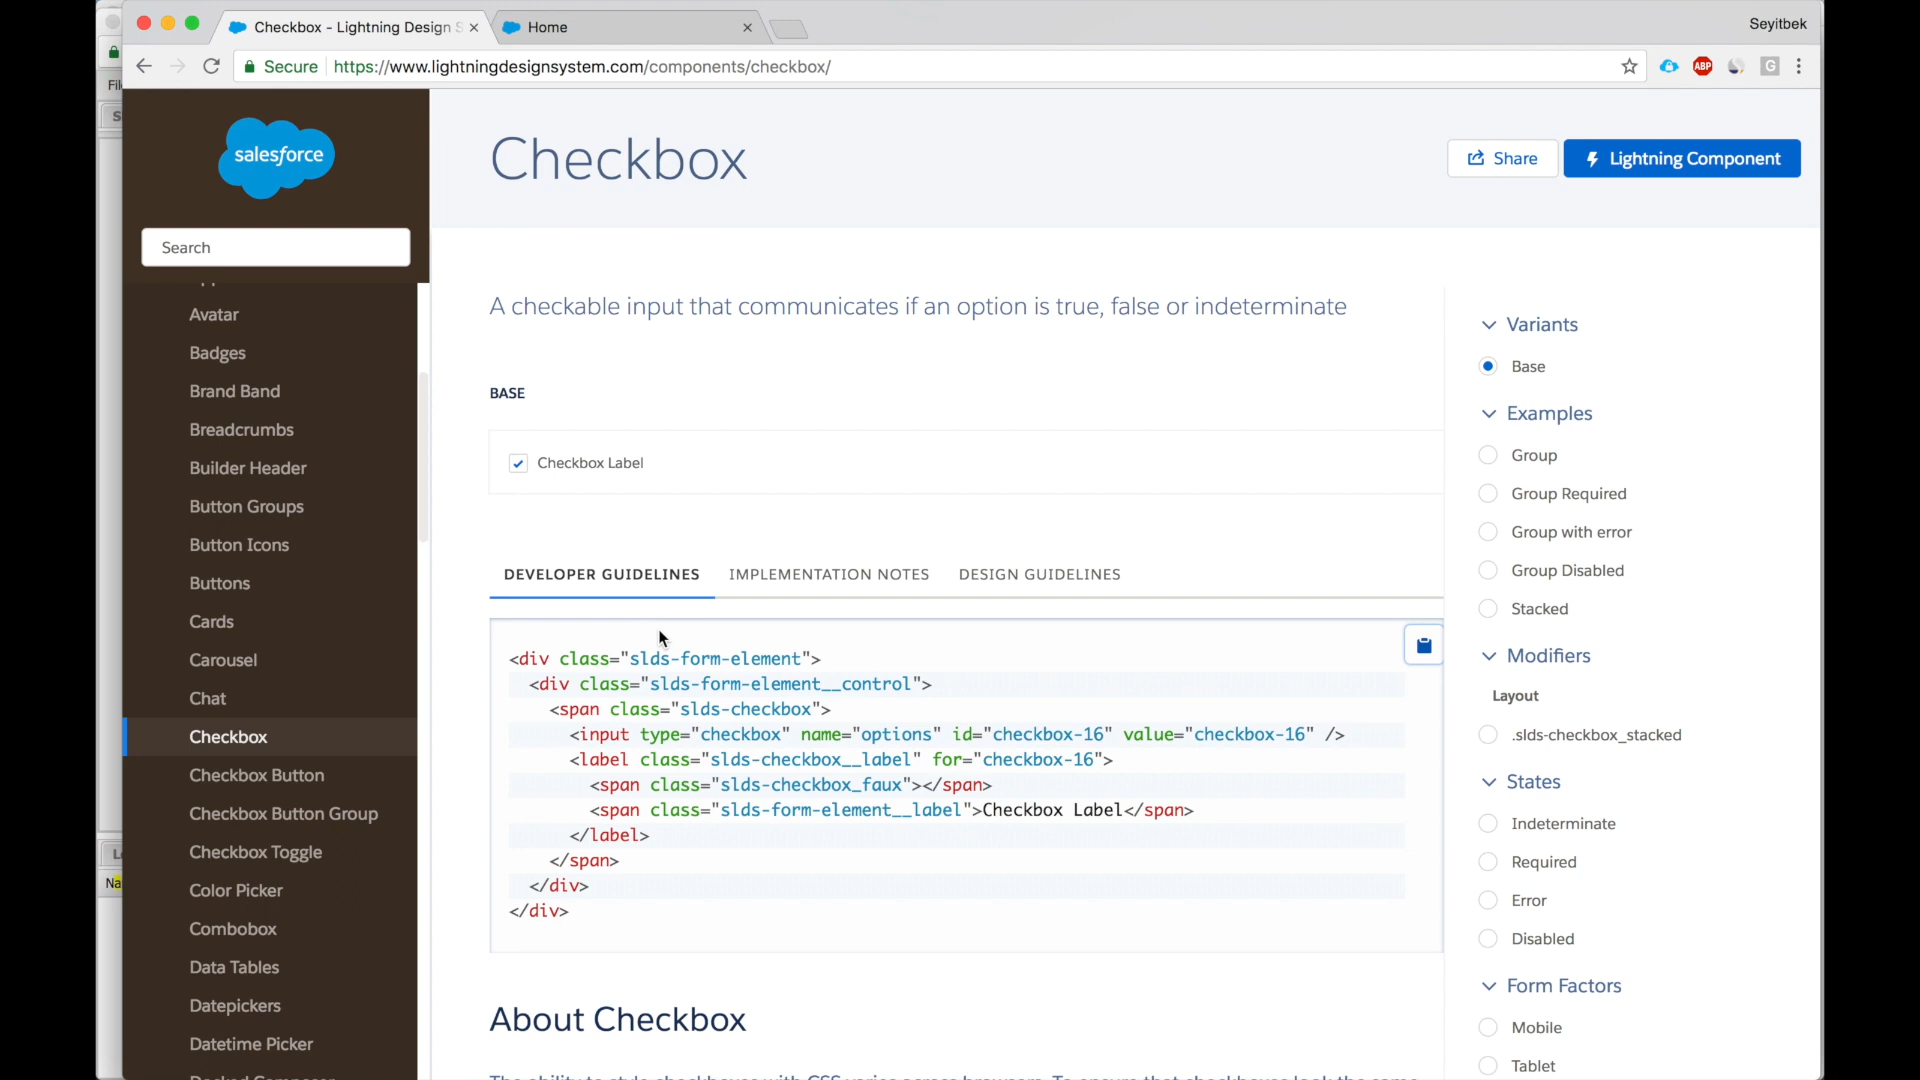 Checkbox - Lightning Design S
Home
Seyitbek
Secure
https://www.lightningdesignsystem.com/components/checkbox/
ABP
G
Fil
S
salesforce
Search
Avatar
Badges
Brand Band
Breadcrumbs
Builder Header
Button Groups
Button Icons
Buttons
Cards
Carousel
Chat
Checkbox
Checkbox Button
Checkbox Button Group
Checkbox Toggle
Color Picker
Combobox
Data Tables
Datepickers
Datetime Picker
L
Na
Checkbox
Share
Lightning Component
A checkable input that communicates if an option is true, false or indeterminate
BASE
Checkbox Label
DEVELOPER GUIDELINES IMPLEMENTATION NOTES DESIGN GUIDELINES
<div class="slds-form-element">
<div class="slds-form-element__control">
<span class="slds-checkbox">
<input type="checkbox" name="options" id="checkbox-16" value="checkbox-16" />
<label class="slds-checkbox__label" for="checkbox-16">
<span class="slds-checkbox_faux"></span>
<span class="slds-form-element__label">Checkbox Label</span>
</label>
</span>
</div>
</div>
About Checkbox
Variants
Base
Examples
Group
Group Required
Group with error
Group Disabled
Stacked
Modifiers
Layout
.slds-checkbox_stacked
States
Indeterminate
Required
Error
Disabled
Form Factors
Mobile
Tablet